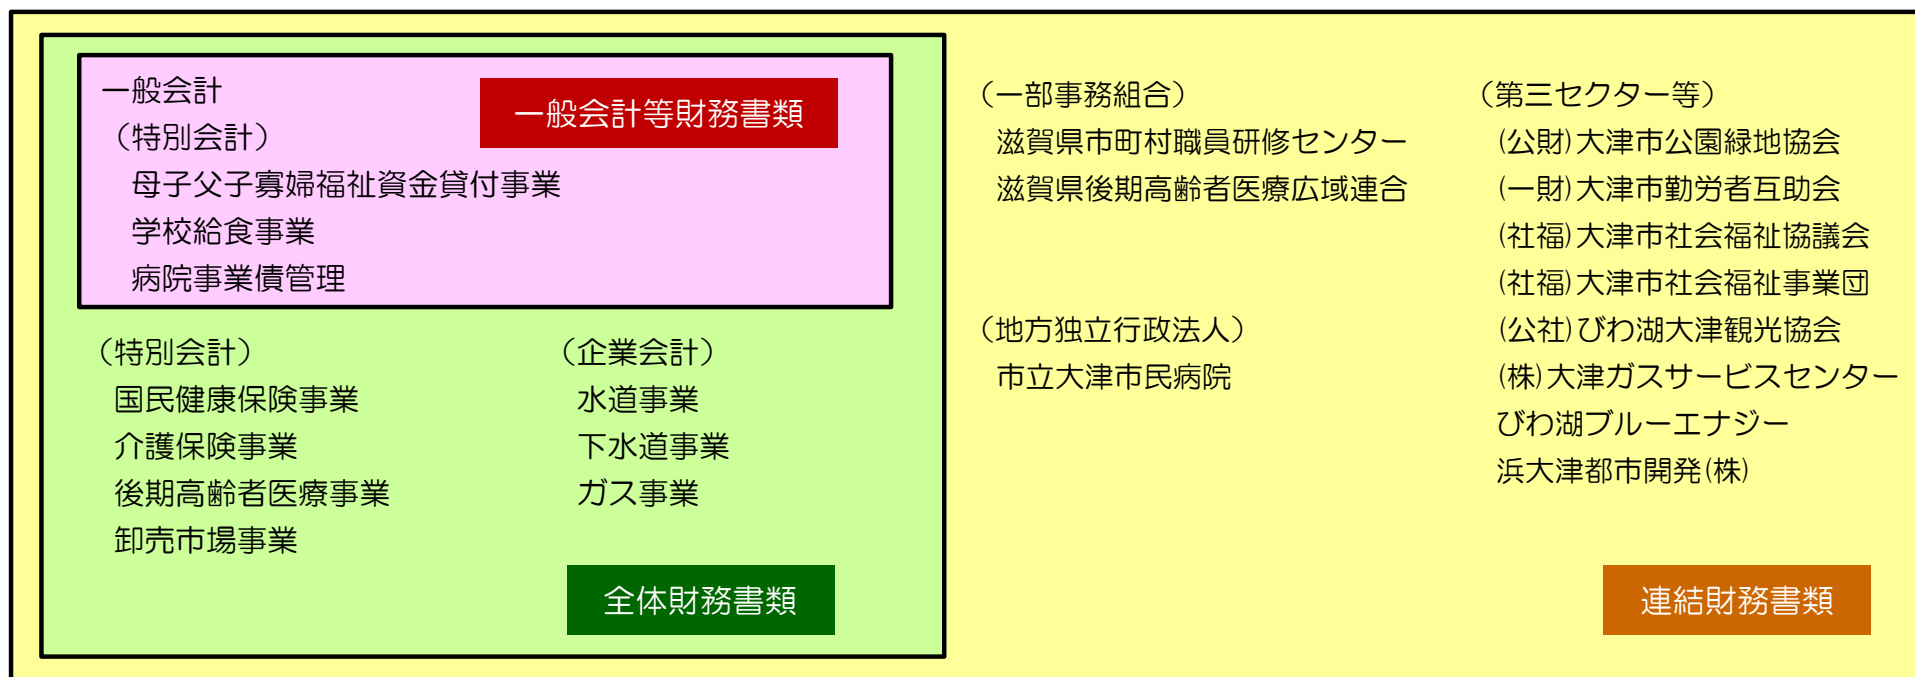 一般会計
一般会計等財務書類
（特別会計）
母子父子寡婦福祉資金貸付事業
学校給食事業
病院事業債管理
（特別会計）
国民健康保険事業
介護保険事業
後期高齢者医療事業
卸売市場事業
（企業会計）
水道事業
下水道事業
ガス事業
全体財務書類
（一部事務組合）
滋賀県市町村職員研修センター
滋賀県後期高齢者医療広域連合
（地方独立行政法人）
市立大津市民病院
（第三セクター等）
(公財)大津市公園緑地協会
(一財)大津市勤労者互助会
(社福)大津市社会福祉協議会
(社福)大津市社会福祉事業団
(公社)びわ湖大津観光協会
(株)大津ガスサービスセンター
びわ湖ブルーエナジー
浜大津都市開発(株)
連結財務書類